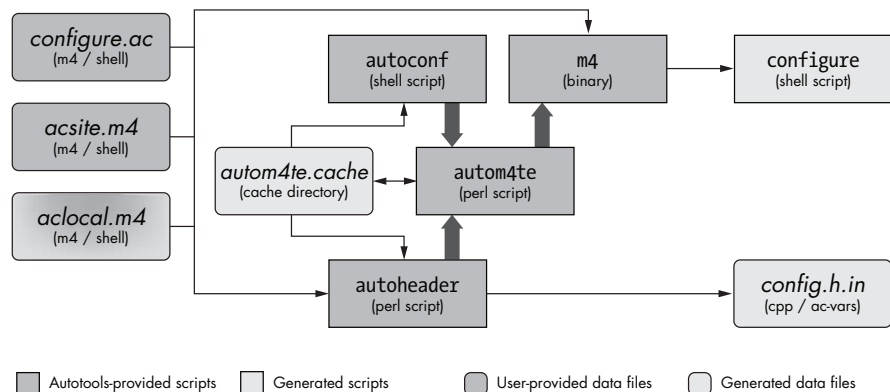 configure.ac
(m4 / shell)
autoconf
(shell script)
m4
(binary)
configure
(shell script)
acsite.m4
(m4 / shell)
autom4te.cache
(cache directory)
autom4te
(perl script)
aclocal.m4
(m4 / shell)
autoheader
(perl script)
config.h.in
(cpp / ac-vars)
Autotools-provided scripts
Generated scripts
User-provided data files
Generated data files